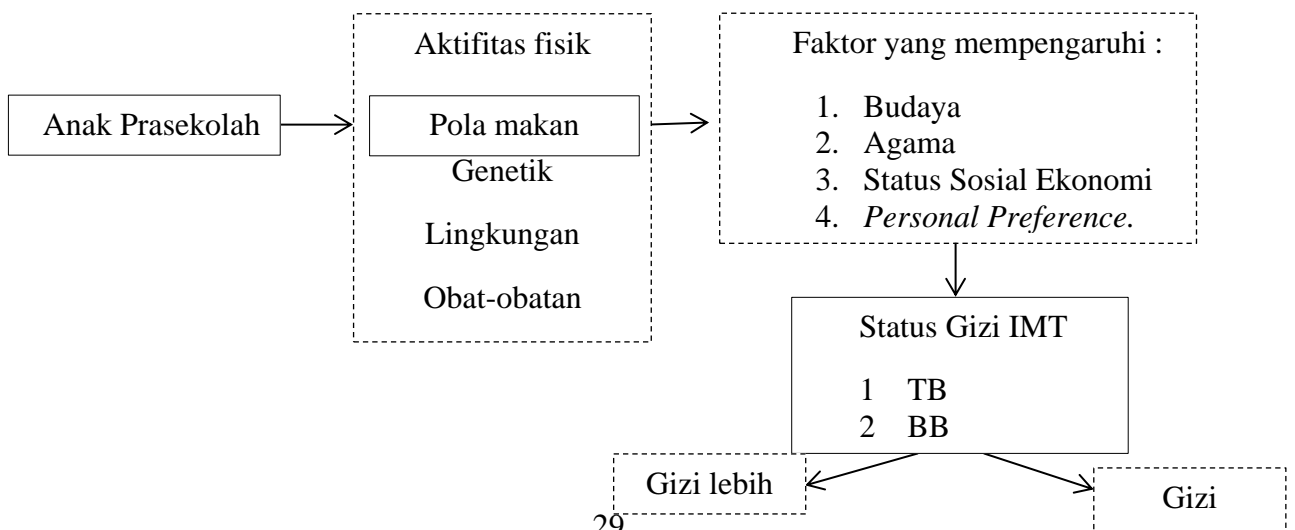 Anak Prasekolah
Aktifitas fisik
Pola makan
Genetik
Lingkungan
Obat-obatan
Faktor yang mempengaruhi :
1. Budaya
2. Agama
3. Status Sosial Ekonomi
4. Personal Preference.
Status Gizi IMT
1 TB
2 BB
Gizi lebih
Gizi
29